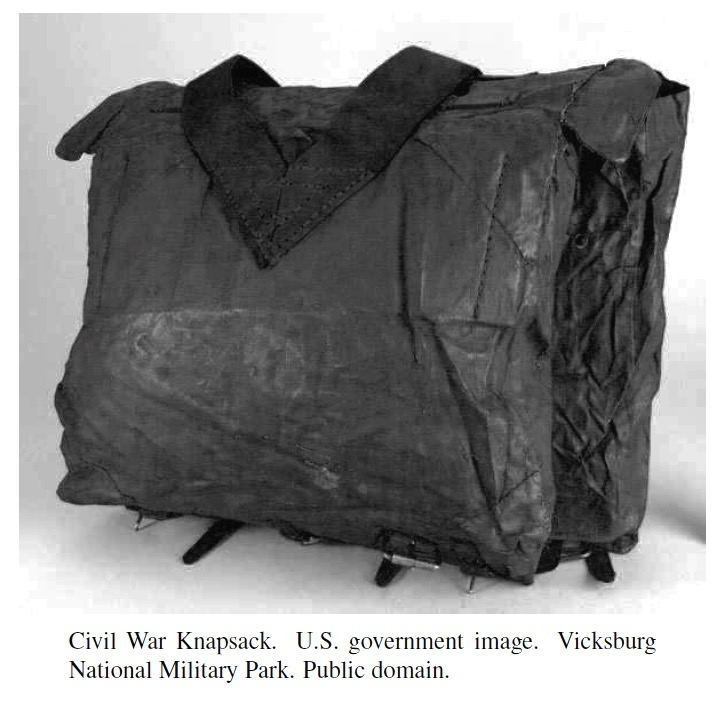 Civil War Knapsack. U.S. government image. Vicksburg
National Military Park. Public domain.